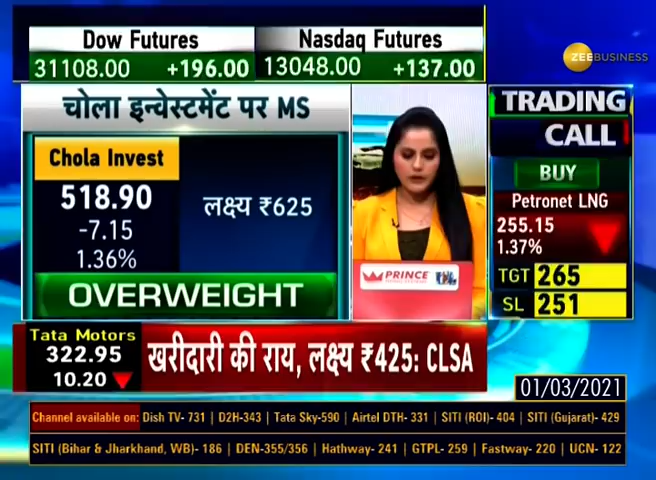 Dow Futures
31108.00 +196.00
Nasdaq Futures
13048.00 +137.00
ZEEBUSINESS
चोला इन्वेस्टमेंट पर MS
Chola Invest
518.90
-7.15
1.36%
लक्ष्य ₹625
OVERWEIGHT
PRINCE
TRADING
CALL
BUY
Petronet LNG
255.15
1.37%
TGT 265
SL 251
Tata Motors
322.95
10.20
खरीदारी की राय, लक्ष्य ₹425: CLSA
01/03/2021
Channel available on: Dish TV- 731 | D2H-343 | Tata Sky-590 | Airtel DTH- 331 | SITI (ROI)- 404 | SITI (Gujarat)- 429
SITI (Bihar & Jharkhand, WB)- 186 | DEN-355/356 | Hathway- 241 | GTPL- 259 | Fastway- 220 | UCN- 122